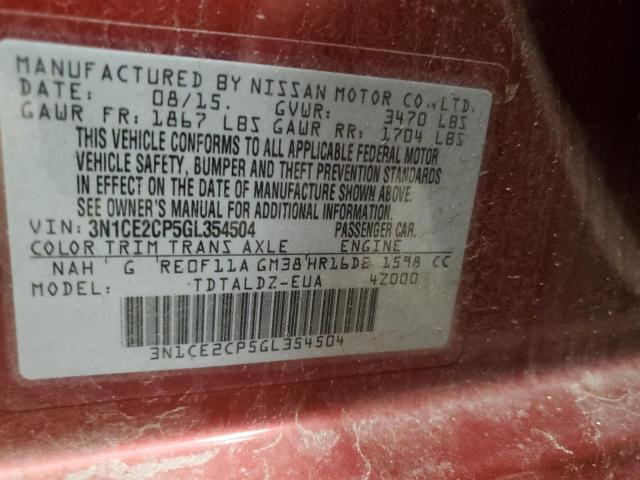 MANUFACTURED BY NISSAN MOTOR CO.,LTD.
DATE: 08/15. GVWR: 3470 LBS
GAWR FR: 1867 LBS GAWR RR: 1704 LBS
THIS VEHICLE CONFORMS TO ALL APPLICABLE FEDERAL MOTOR
VEHICLE SAFETY, BUMPER AND THEFT PREVENTION STANDARDS
IN EFFECT ON THE DATE OF MANUFACTURE SHOWN ABOVE.
SEE OWNER'S MANUAL FOR ADDITIONAL INFORMATION.
VIN: 3N1CE2CP5GL354504 PASSENGER CAR.
COLOR TRIM TRANS AXLE ENGINE
NAH G RE0F11A GM38 HR16DE 1598 CC
MODEL: TDTALDZ-EUA 4Z000
3N1CE2CP5GL354504